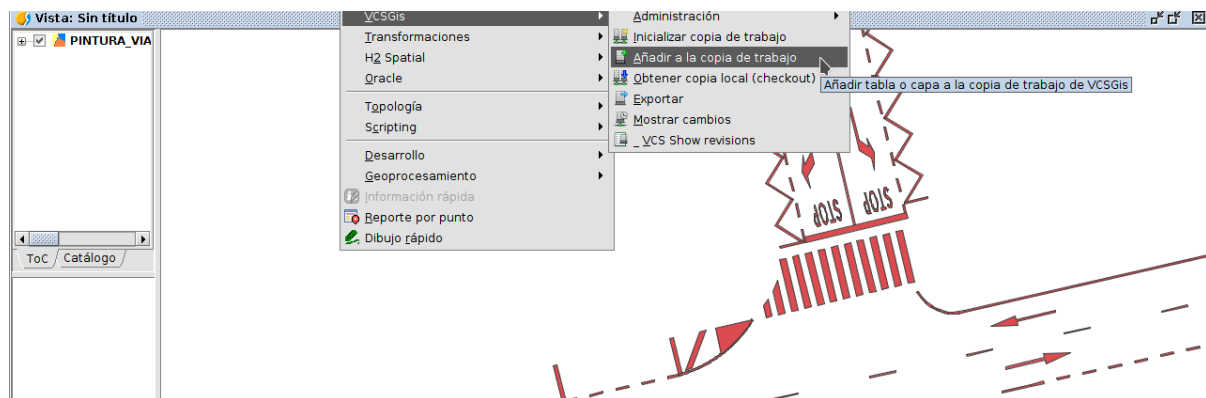 Vista: Sin título
PINTURA_VIA
ToC
Catálogo
VCSGis
Transformaciones
H2 Spatial
Oracle
Topología
Scripting
Desarrollo
Geoprocesamiento
Información rápida
Reporte por punto
Dibujo rápido
Administración
Inicializar copia de trabajo
Añadir a la copia de trabajo
Obtener copia local (checkout)
Exportar
Mostrar cambios
_ VCS Show revisions
Añadir tabla o capa a la copia de trabajo de VCSGis
STOP
STOP